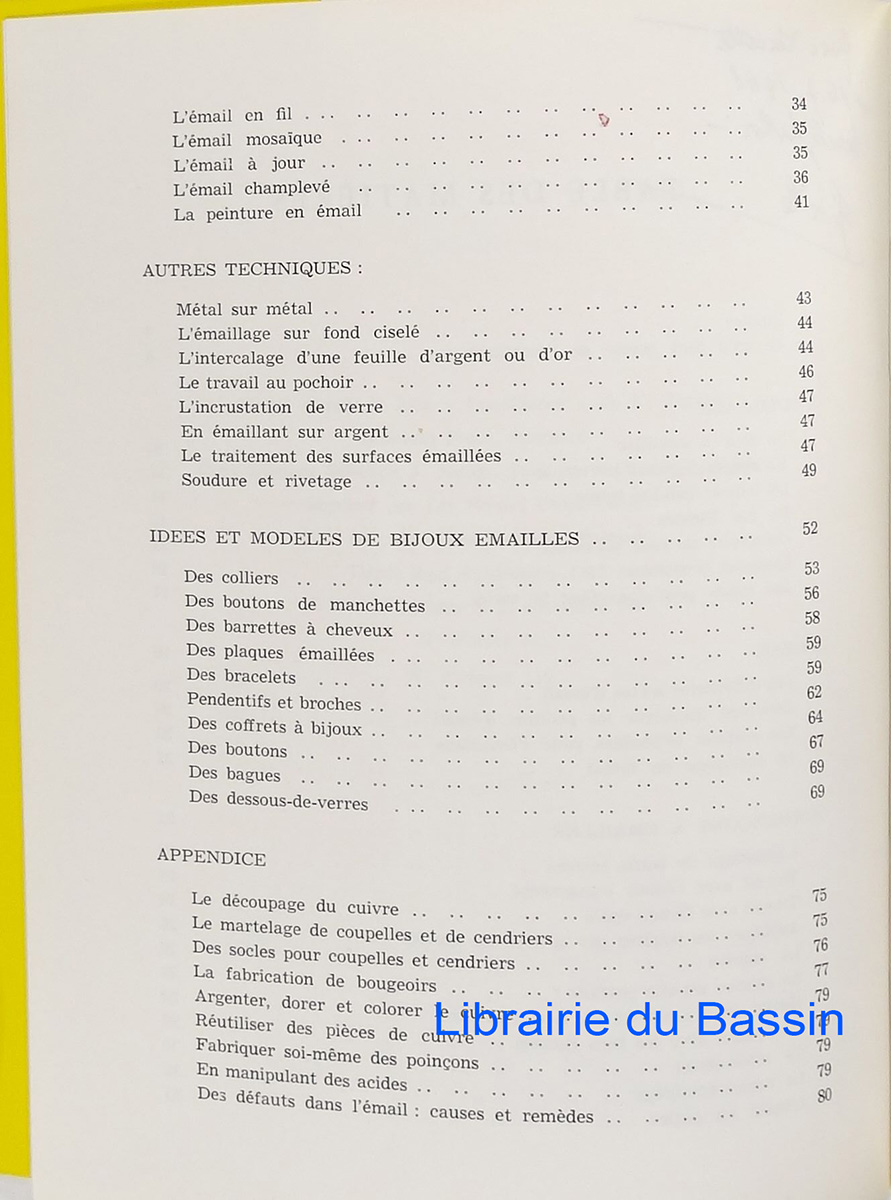 L'émail en fil . . . . . . . . . . . . . . . . . . . . . . . . . 34
L'émail mosaïque . . . . . . . . . . . . . . . . . . . . . . . 35
L'émail à jour . . . . . . . . . . . . . . . . . . . . . . . . 35
L'émail champlevé . . . . . . . . . . . . . . . . . . . . . . 36
La peinture en émail . . . . . . . . . . . . . . . . . . . . 41
AUTRES TECHNIQUES :
Métal sur métal . . . . . . . . . . . . . . . . . . . . . . . . 43
L'émaillage sur fond ciselé . . . . . . . . . . . . . . . . . . 44
L'intercalage d'une feuille d'argent ou d'or . . . . . . . . . . 44
Le travail au pochoir . . . . . . . . . . . . . . . . . . . . . . 46
L'incrustation de verre . . . . . . . . . . . . . . . . . . . . 47
En émaillant sur argent . . . . . . . . . . . . . . . . . . . . 47
Le traitement des surfaces émaillées . . . . . . . . . . . . . . 47
Soudure et rivetage . . . . . . . . . . . . . . . . . . . . . . 49
IDEES ET MODELES DE BIJOUX EMAILLES . . . . . . . . . . 52
Des colliers . . . . . . . . . . . . . . . . . . . . . . . . . . 53
Des boutons de manchettes . . . . . . . . . . . . . . . . . . 56
Des barrettes à cheveux . . . . . . . . . . . . . . . . . . . . 58
Des plaques émaillées . . . . . . . . . . . . . . . . . . . . 59
Des bracelets . . . . . . . . . . . . . . . . . . . . . . . . 59
Pendentifs et broches . . . . . . . . . . . . . . . . . . . . . . 62
Des coffrets à bijoux . . . . . . . . . . . . . . . . . . . . . . 64
Des boutons . . . . . . . . . . . . . . . . . . . . . . . . . . 67
Des bagues . . . . . . . . . . . . . . . . . . . . . . . . . . 69
Des dessous-de-verres . . . . . . . . . . . . . . . . . . . . 69
APPENDICE
Le découpage du cuivre . . . . . . . . . . . . . . . . . . . . 75
Le martelage de coupelles et de cendriers . . . . . . . . . . . . 75
Des socles pour coupelles et cendriers . . . . . . . . . . . . . . 76
La fabrication de bougeoirs . . . . . . . . . . . . . . . . . . 77
Argenter, dorer et colorer le cuivre . . . . . . . . . . . . . . 79
Réutiliser des pièces de cuivre . . . . . . . . . . . . . . . . 79
Fabriquer soi-même des poinçons . . . . . . . . . . . . . . . . 79
En manipulant des acides . . . . . . . . . . . . . . . . . . . . 79
Des défauts dans l'émail : causes et remèdes . . . . . . . . . . 80
Librairie du Bassin